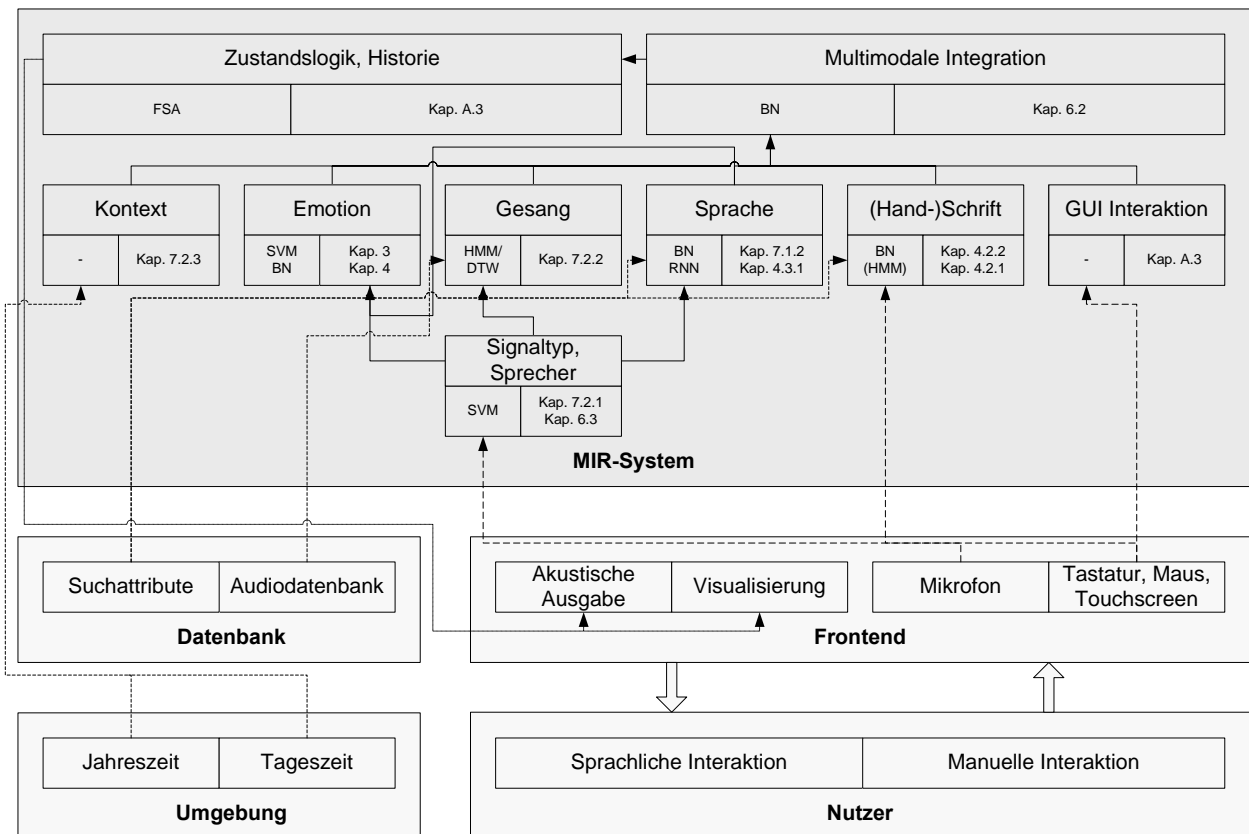 Zustandslogik, Historie
FSA
Kap. A.3
Multimodale Integration
BN
Kap. 6.2
Kontext
-
Kap. 7.2.3
Emotion
SVM
BN
Kap. 3
Kap. 4
Gesang
HMM/
DTW
Kap. 7.2.2
Sprache
BN
RNN
Kap. 7.1.2
Kap. 4.3.1
(Hand-)Schrift
BN
(HMM)
Kap. 4.2.2
Kap. 4.2.1
GUI Interaktion
-
Kap. A.3
Signaltyp,
Sprecher
SVM
Kap. 7.2.1
Kap. 6.3
MIR-System
Suchattribute
Audiodatenbank
Datenbank
Akustische
Ausgabe
Visualisierung
Mikrofon
Tastatur, Maus,
Touchscreen
Frontend
Jahreszeit
Tageszeit
Umgebung
Sprachliche Interaktion
Manuelle Interaktion
Nutzer